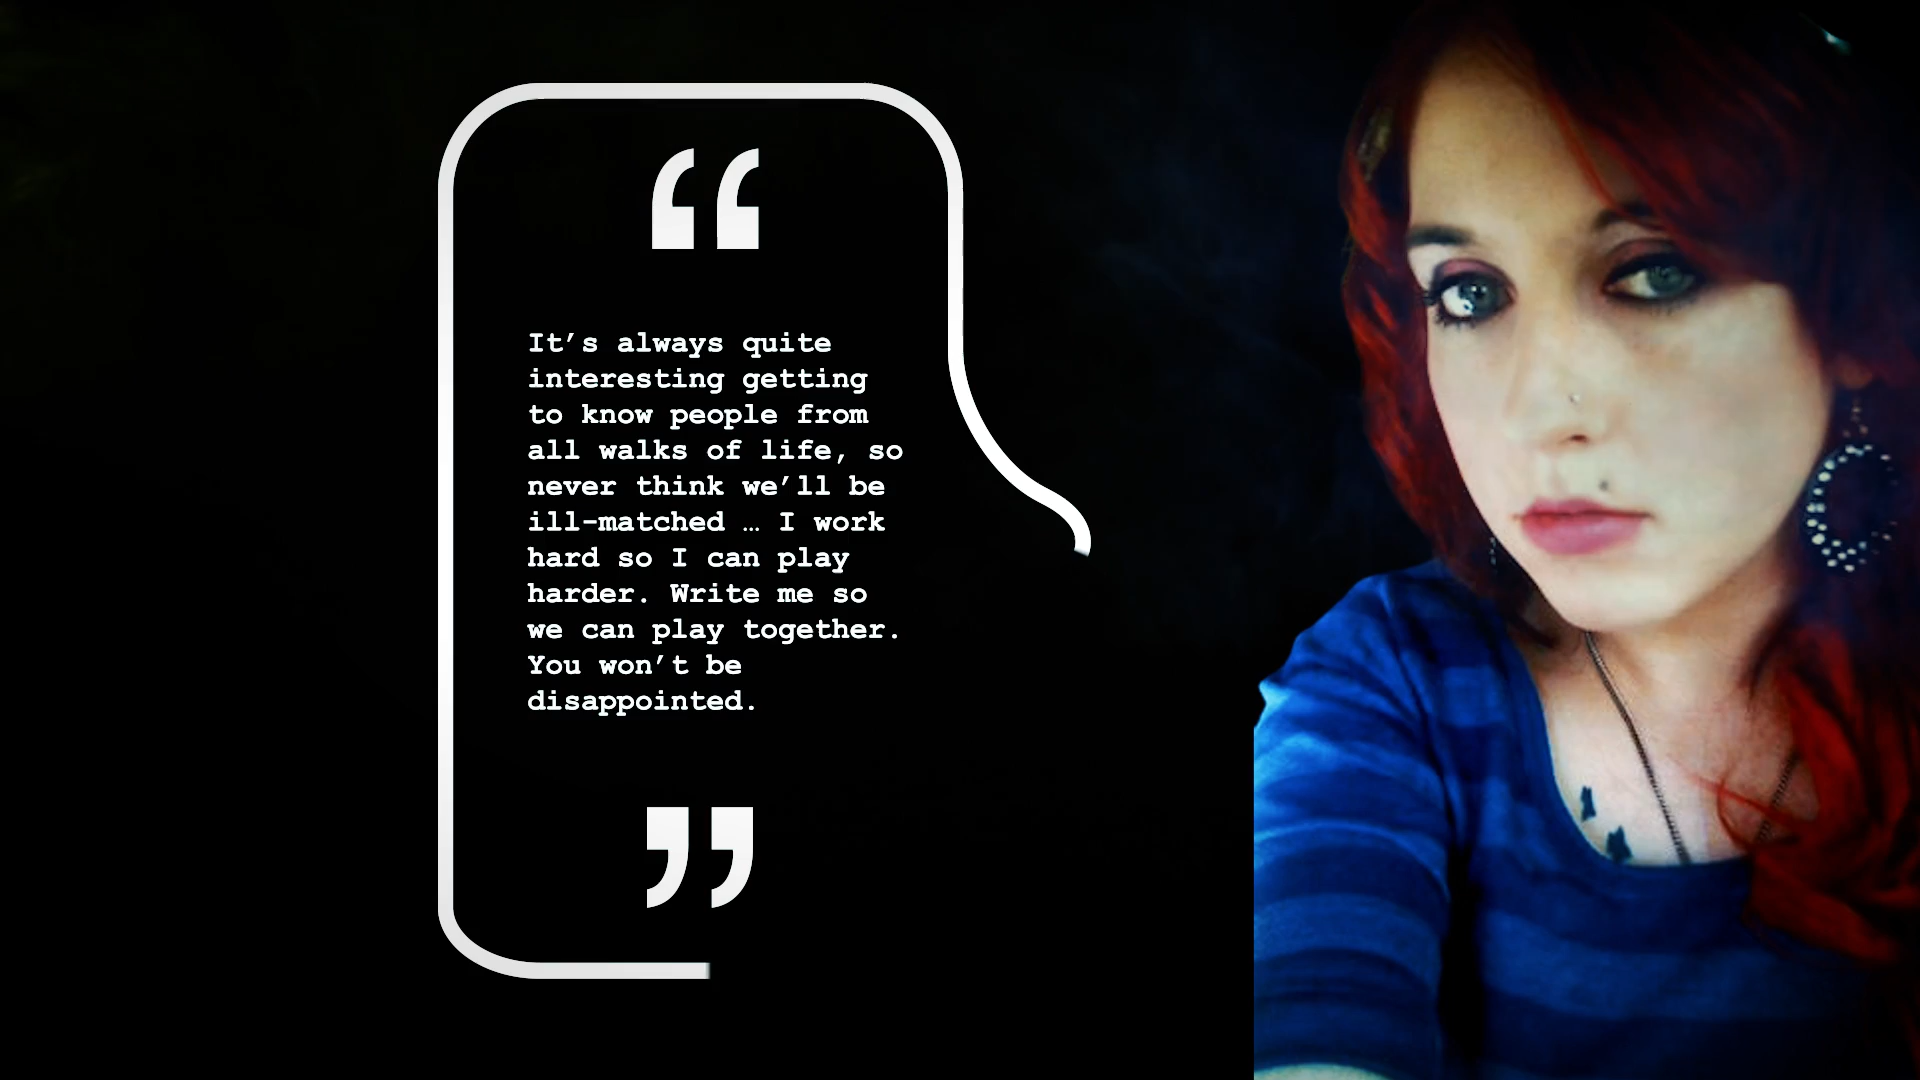 “
It’s always quite
interesting getting
to know people from
all walks of life, so
never think we’ll be
ill-matched … I work
hard so I can play
harder. Write me so
we can play together.
You won’t be
disappointed.
”